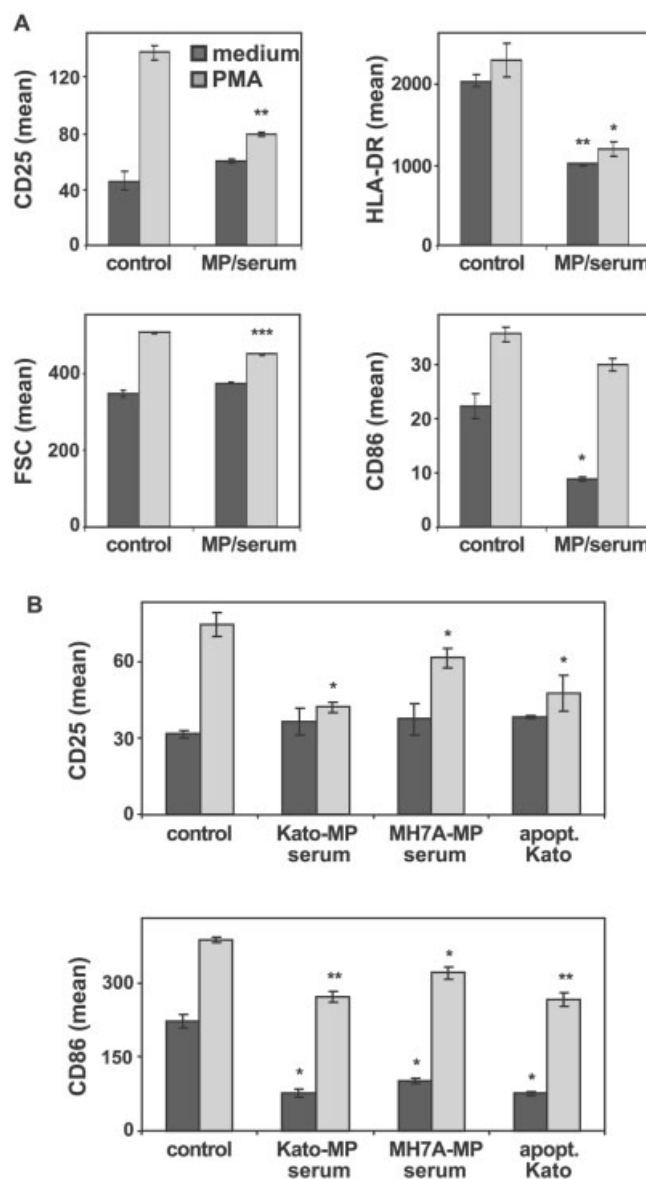 A
CD25 (mean)
120
80
40
0
medium
PMA
**
control MP/serum
HLA-DR (mean)
2000
1000
0
** *
control MP/serum
FSC (mean)
400
200
0
***
control MP/serum
CD86 (mean)
30
20
10
0
*
control MP/serum
B
CD25 (mean)
60
30
0
* * *
control Kato-MP MH7A-MP apopt.
serum serum Kato
CD86 (mean)
300
150
0
* ** * * * **
control Kato-MP MH7A-MP apopt.
serum serum Kato